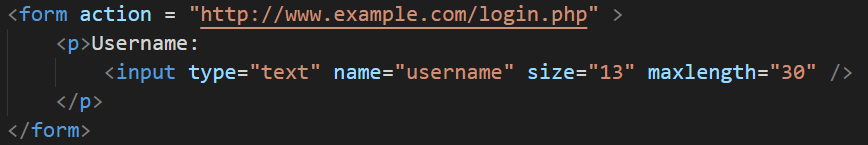 <form action = "http://www.example.com/login.php" >
<p>Username:
<input type="text" name="username" size="13" maxlength="30" />
</p>
</form>